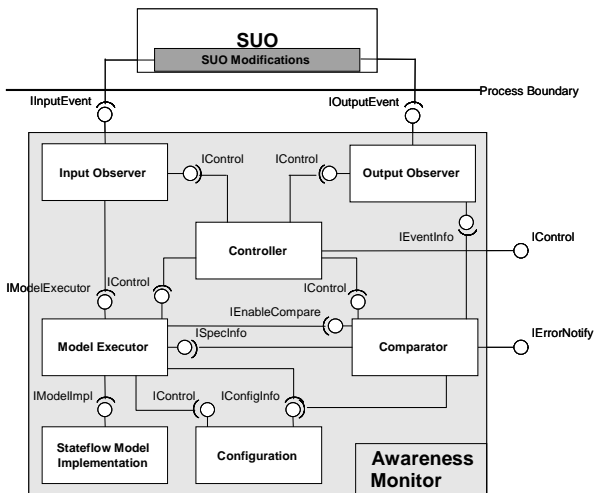 SUO
SUO Modifications
Process Boundary
IInputEvent
IOutputEvent
Input Observer
IControl
IControl
Output Observer
IEventInfo
Controller
IControl
IModelExecutor
IControl
IControl
IEnableCompare
Model Executor
ISpecInfo
Comparator
IErrorNotify
IModelImpl
IControl
IConfigInfo
Stateflow Model
Implementation
Configuration
Awareness
Monitor